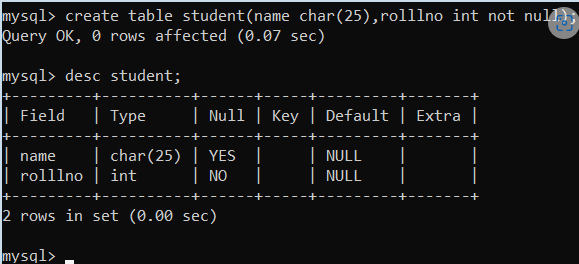 mysql> create table student(name char(25),rolllno int not null);
Query OK, 0 rows affected (0.07 sec)
mysql> desc student;
+---------+----------+------+-----+---------+-------+
| Field   | Type     | Null | Key | Default | Extra |
+---------+----------+------+-----+---------+-------+
| name    | char(25) | YES  |     | NULL    |       |
| rolllno | int      | NO   |     | NULL    |       |
+---------+----------+------+-----+---------+-------+
2 rows in set (0.00 sec)
mysql>